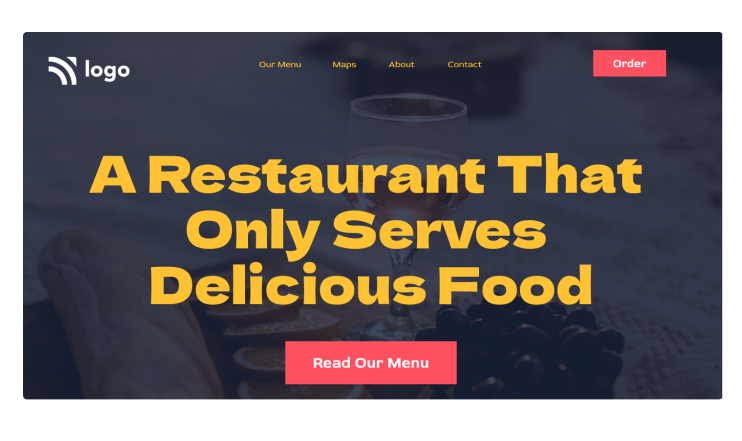 logo
Our Menu Maps About Contact
Order
A Restaurant That
Only Serves
Delicious Food
Read Our Menu